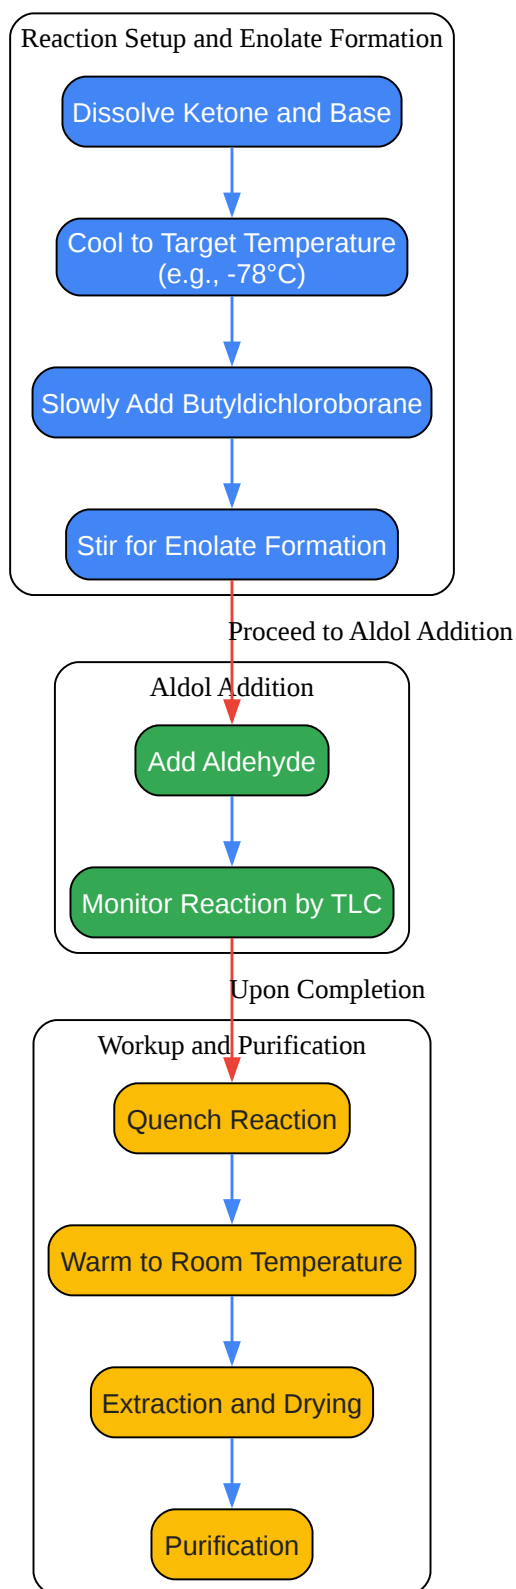 Reaction Setup and Enolate Formation
Dissolve Ketone and Base
Cool to Target Temperature
(e.g., -78°C)
Slowly Add Butyldichloroborane
Stir for Enolate Formation
Proceed to Aldol Addition
Aldol Addition
Add Aldehyde
Monitor Reaction by TLC
Upon Completion
Workup and Purification
Quench Reaction
Warm to Room Temperature
Extraction and Drying
Purification